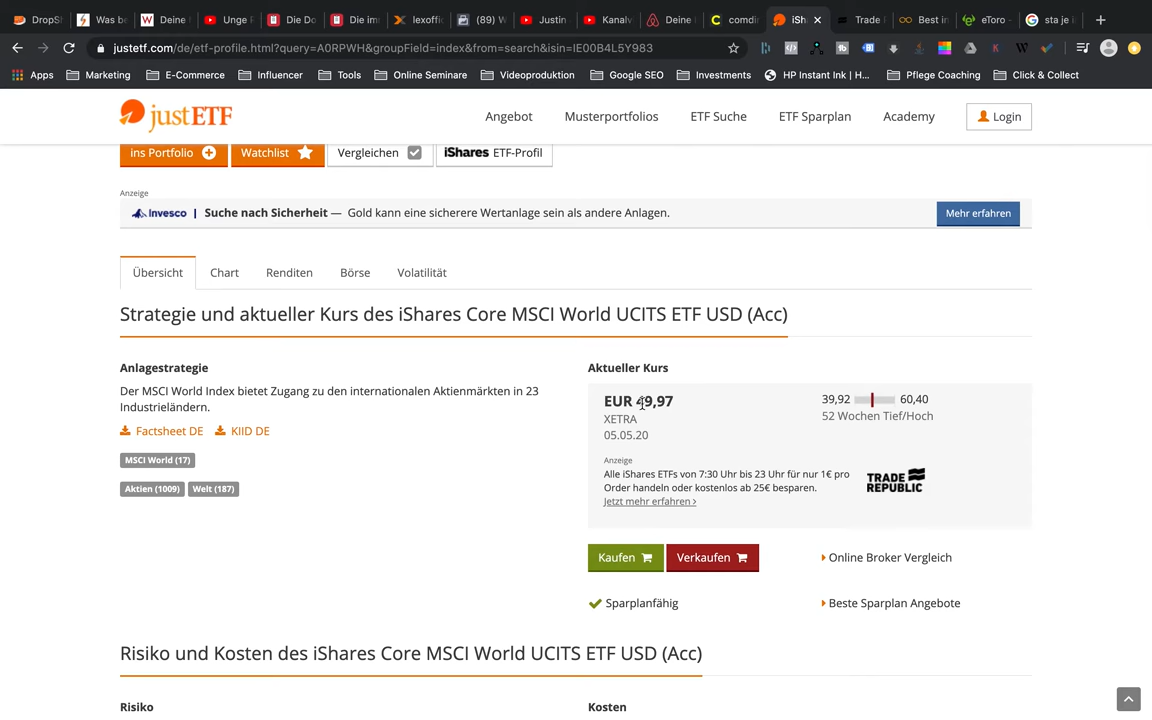 DropSh
Was be
Deine
Unge F
Die Do
Die im
lexoffic
(89) W
Justin
Kanalv
Deine
comdi
iSh
Trade
Best in
eToro -
sta je i
justetf.com/de/etf-profile.html?query=A0RPWH&groupField=index&from=search&isin=IE00B4L5Y983
Apps Marketing E-Commerce Influencer Tools Online Seminare Videoproduktion Google SEO Investments HP Instant Ink | H... Pflege Coaching Click & Collect
justETF Angebot Musterportfolios ETF Suche ETF Sparplan Academy Login
ins Portfolio Watchlist Vergleichen iShares ETF-Profil
Anzeige
Invesco | Suche nach Sicherheit — Gold kann eine sicherere Wertanlage sein als andere Anlagen. Mehr erfahren
Übersicht Chart Renditen Börse Volatilität
Strategie und aktueller Kurs des iShares Core MSCI World UCITS ETF USD (Acc)
Anlagestrategie
Der MSCI World Index bietet Zugang zu den internationalen Aktienmärkten in 23
Industrieländern.
Factsheet DE KIID DE
MSCI World (17)
Aktien (1009) Welt (187)
Aktueller Kurs
EUR 49,97
XETRA
05.05.20
39,92 60,40
52 Wochen Tief/Hoch
Anzeige
Alle iShares ETFs von 7:30 Uhr bis 23 Uhr für nur 1€ pro
Order handeln oder kostenlos ab 25€ besparen.
Jetzt mehr erfahren ›
TRADE
REPUBLIC
Kaufen Verkaufen Online Broker Vergleich
Sparplanfähig Beste Sparplan Angebote
Risiko und Kosten des iShares Core MSCI World UCITS ETF USD (Acc)
Risiko Kosten